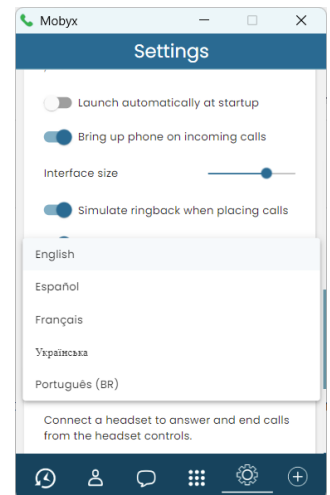 Mobyx
Settings
Launch automatically at startup
Bring up phone on incoming calls
Interface size
Simulate ringback when placing calls
English
Español
Français
Українська
Português (BR)
Connect a headset to answer and end calls
from the headset controls.